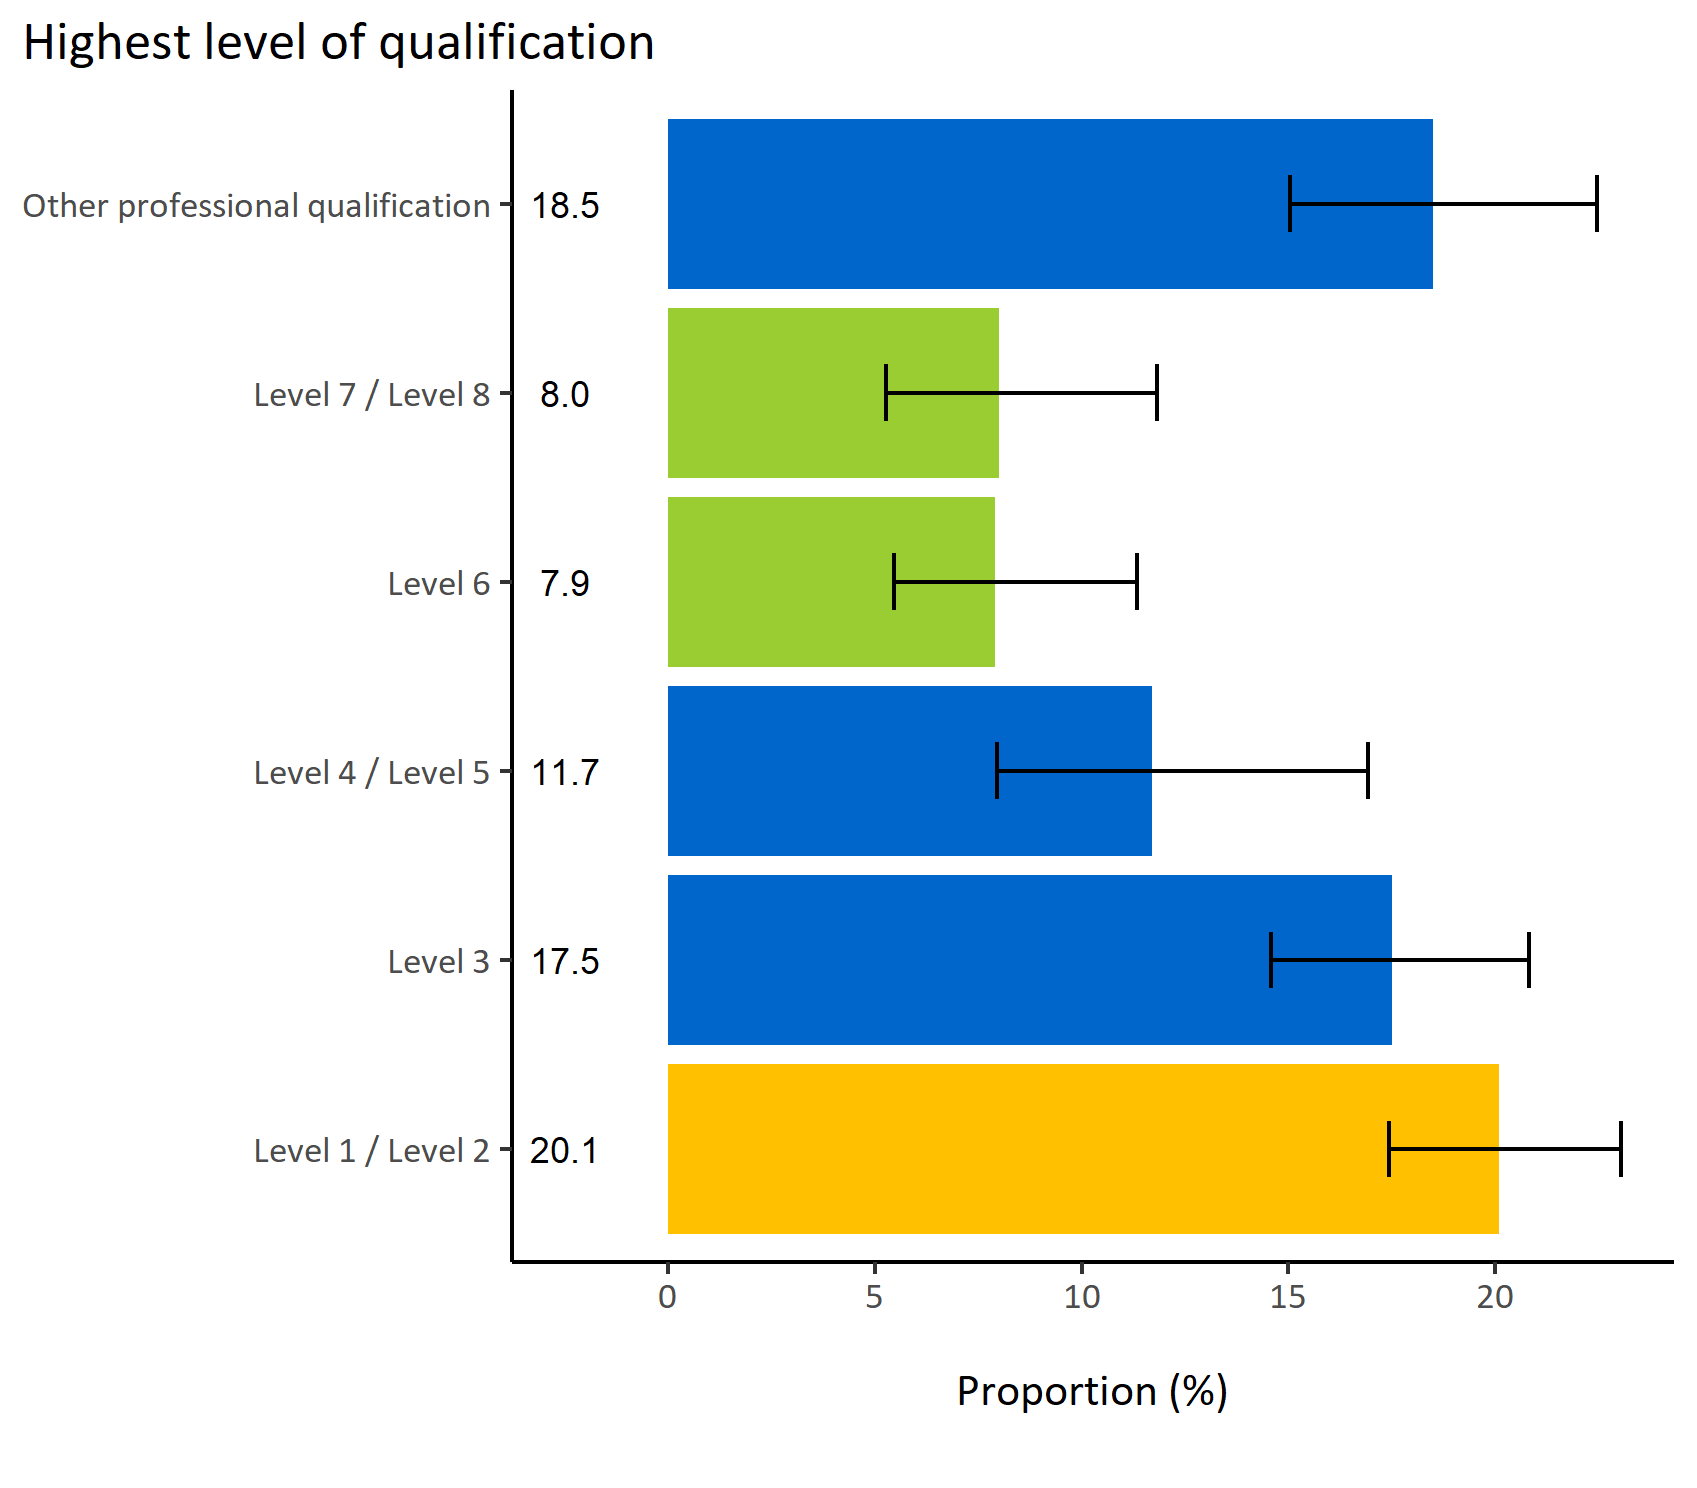 Highest level of qualification
Other professional qualification 18.5
Level 7 / Level 8 8.0
Level 6 7.9
Level 4 / Level 5 11.7
Level 3 17.5
Level 1 / Level 2 20.1
0 5 10 15 20
Proportion (%)